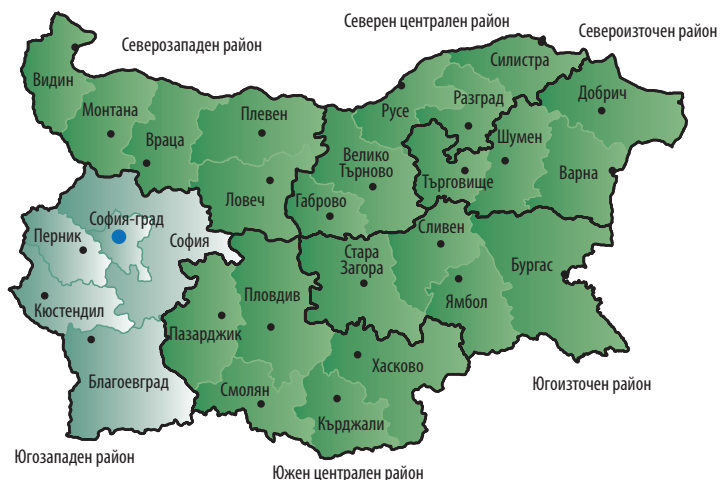 Северен централен район
Североизточен район
Северозападен район
Силистра
Видин
Добрич
Монтана
Плевен
Русе
Разград
Враца
Шумен
Велико
Търново
Търговище
Варна
Ловеч
Габрово
София-град
Перник
София
Сливен
Стара
Загора
Бургас
Кюстендил
Пловдив
Ямбол
Пазарджик
Хасково
Благоевград
Смолян
Югоизточен район
Кърджали
Югозападен район
Южен централен район